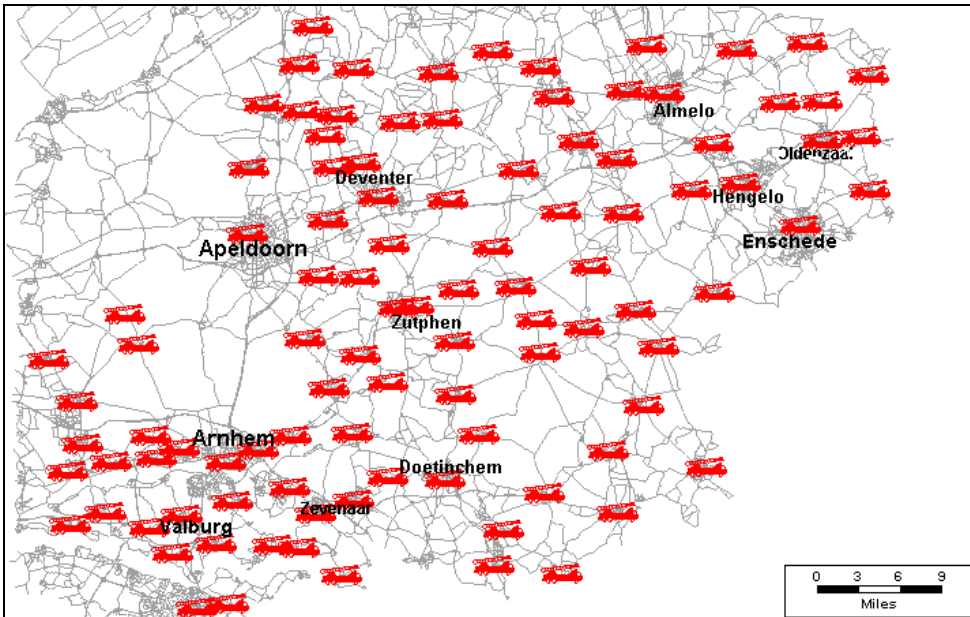 Almelo
Oldenzaal
Deventer
Hengelo
Apeldoorn
Enschede
Zutphen
Arnhem
Doetinchem
Zevenaar
Valburg
0 3 6 9
Miles